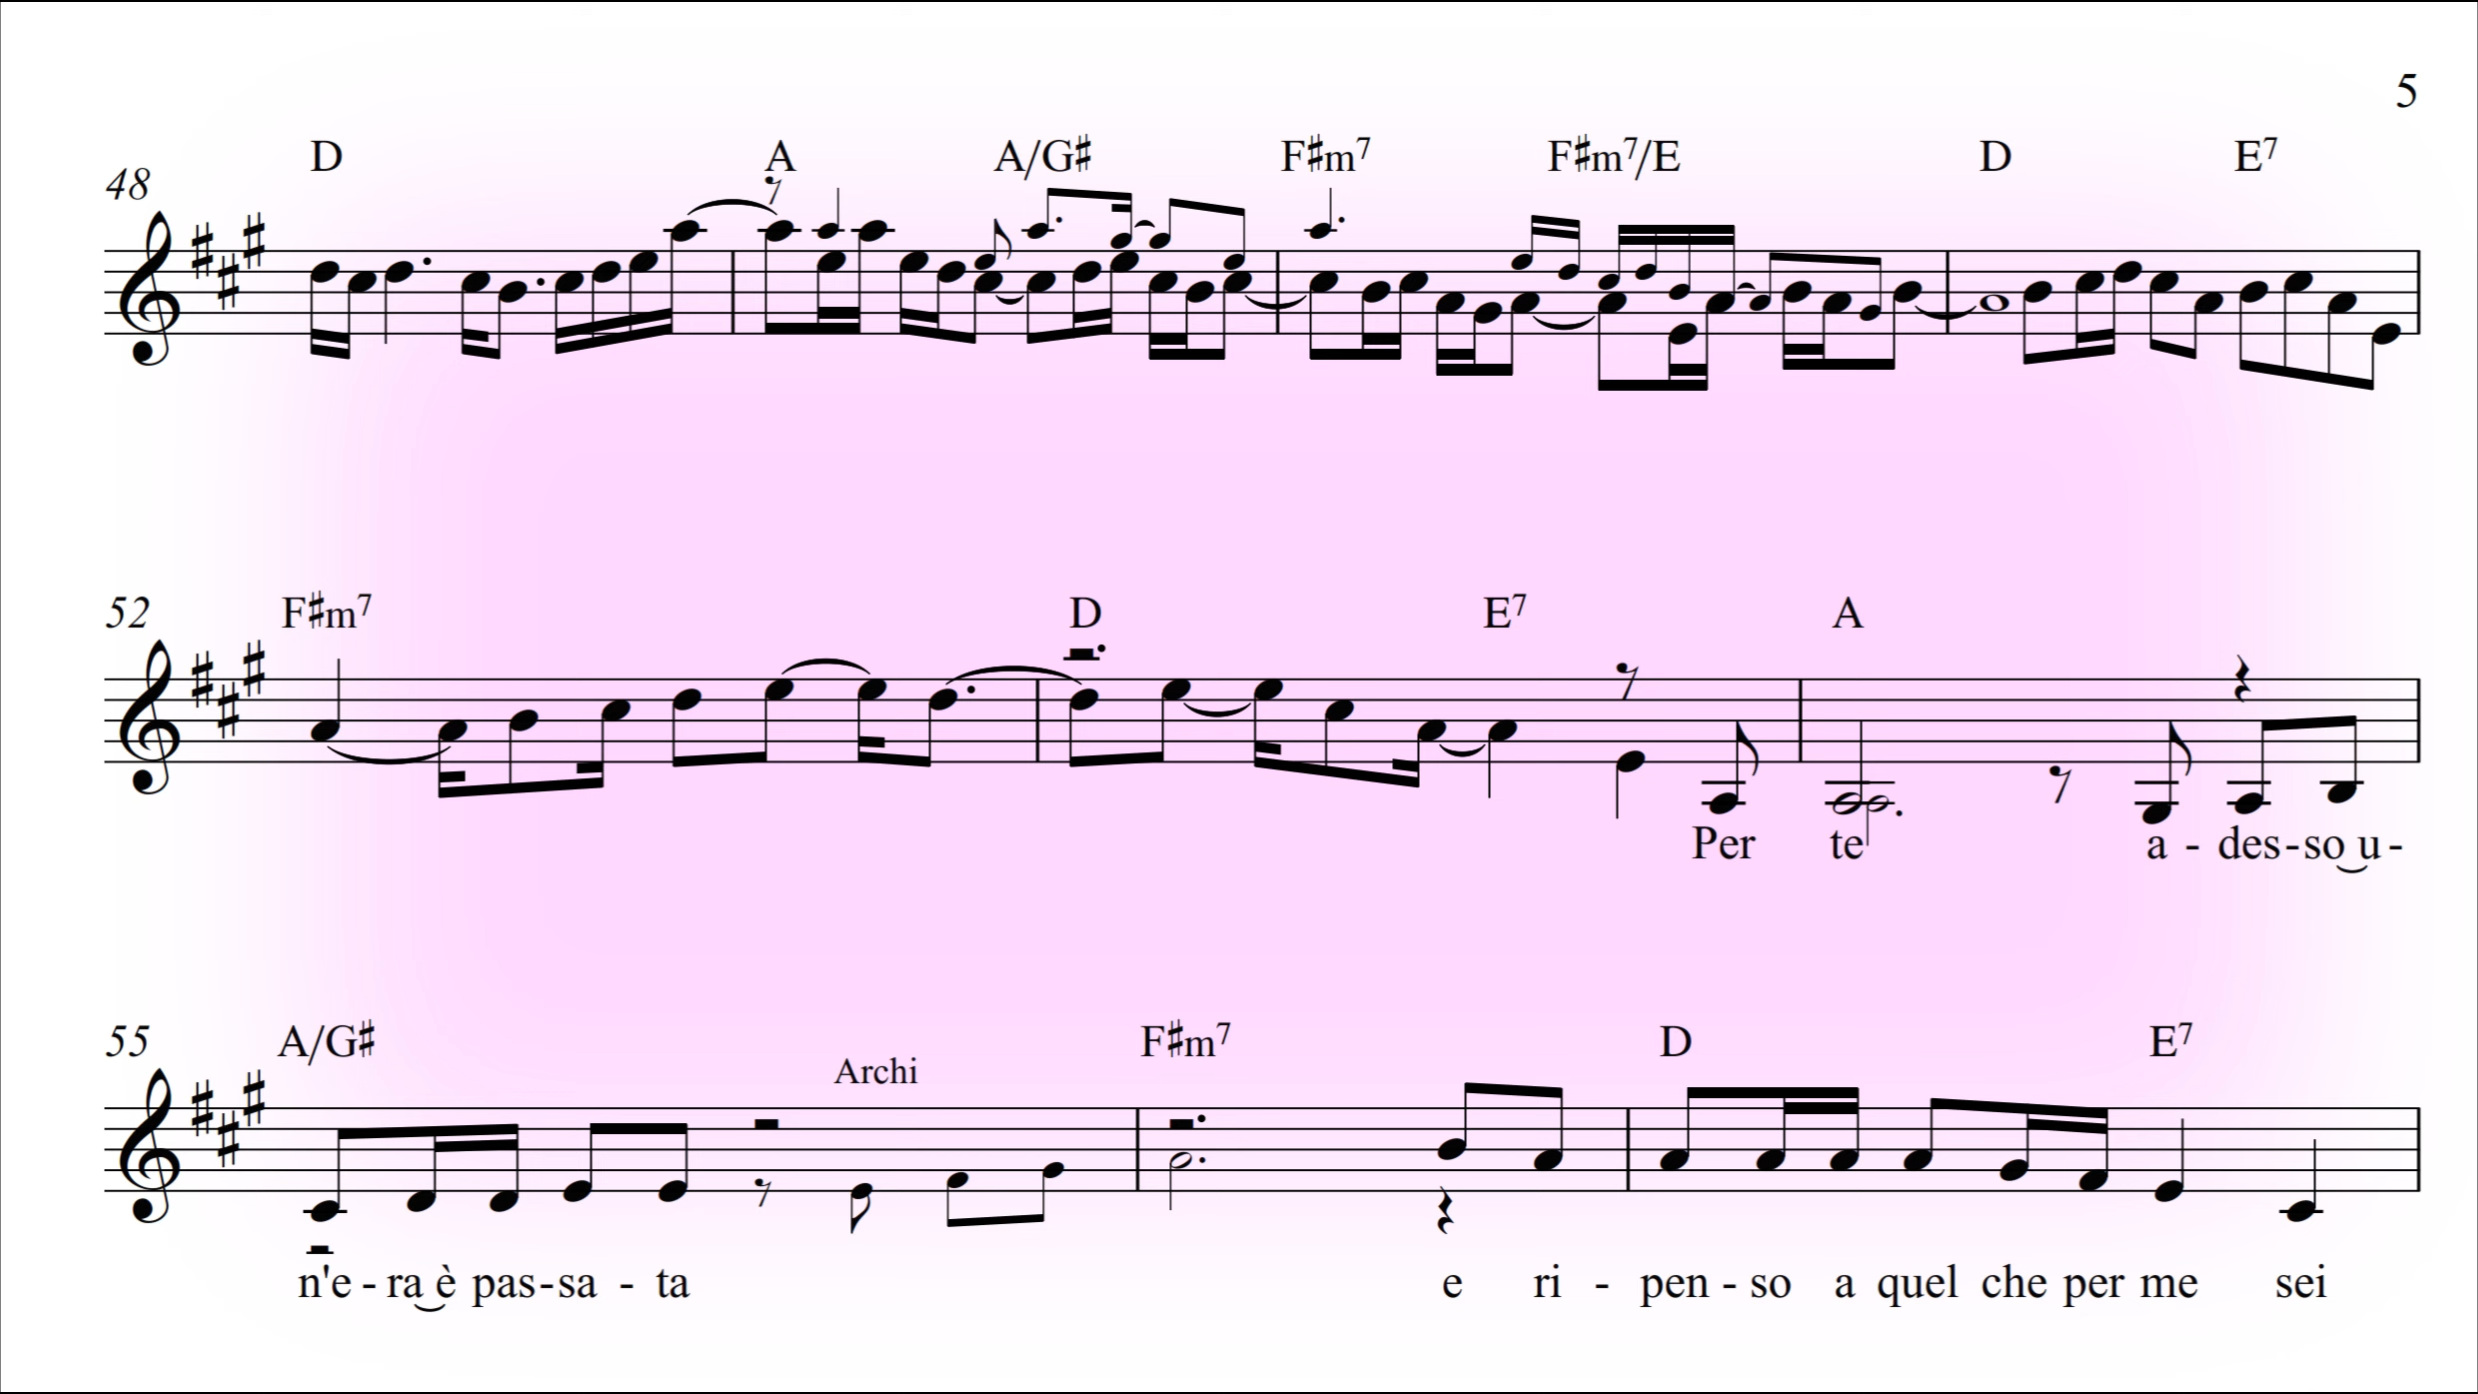 5
D A A/G♯ F♯m7 F♯m7/E D E7
48
52 F♯m7 D E7 A
Per te a - des - so u -
55 A/G♯ Archi F♯m7 D E7
n'e - ra è pas - sa - ta e ri - pen - so a quel che per me sei